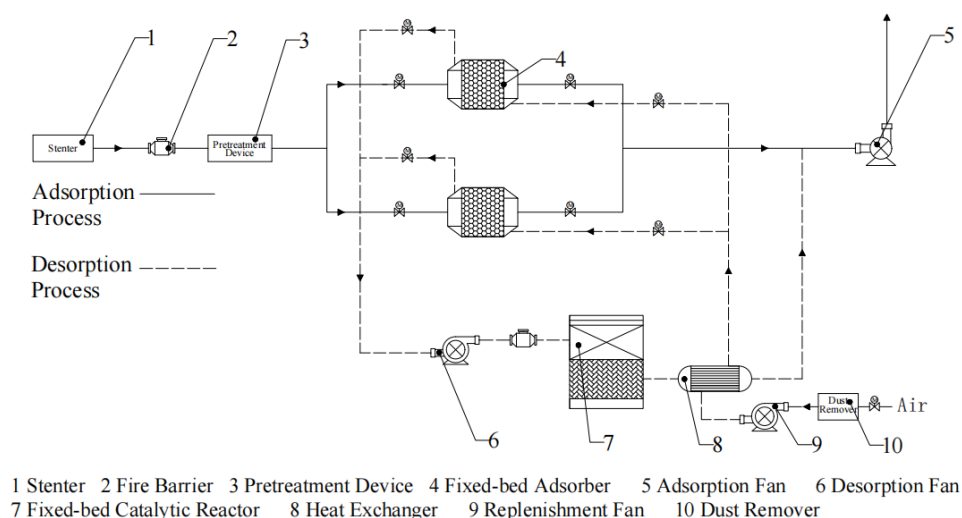 1
2
3
4
5
Stenter
Pretreatment
Device
Adsorption
Process
Desorption
Process
Dust
Remover
Air
6
7
8
9
10
1 Stenter 2 Fire Barrier 3 Pretreatment Device 4 Fixed-bed Adsorber 5 Adsorption Fan 6 Desorption Fan
7 Fixed-bed Catalytic Reactor 8 Heat Exchanger 9 Replenishment Fan 10 Dust Remover